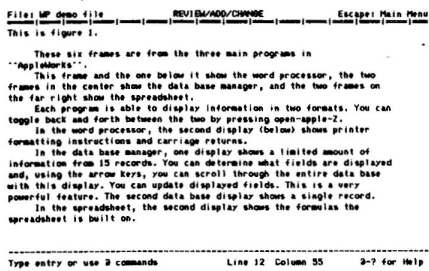 File: WP demo file REVIEW/ADD/CHANGE Escape: Main Menu
This is figure 1.
These six frames are from the three main programs in
``AppleWorks''.
This frame and the one below it show the word processor, the two
frames in the center show the data base manager, and the two frames on
the far right show the spreadsheet.
Each program is able to display information in two formats. You can
toggle back and forth between the two by pressing open-apple-Z.
In the word processor, the second display (below) shows printer
formatting instructions and carriage returns.
In the data base manager, one display shows a limited amount of
information from 15 records. You can determine what fields are displayed
and, using the arrow keys, you can scroll through the entire data base
with this display. You can update displayed fields. This is a very
powerful feature. The second data base display shows a single record.
In the spreadsheet, the second display shows the formulas the
spreadsheet is built on.
Type entry or use @ commands Line 12 Column 55 @-? for Help